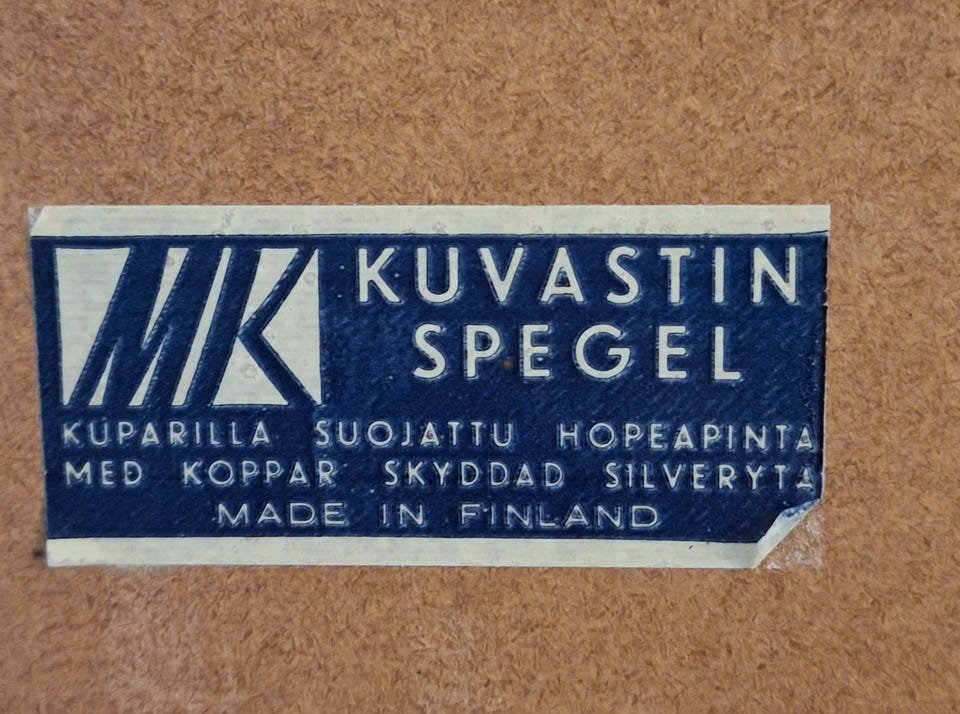 MK
KUVASTIN
SPEGEL
KUPARILLA SUOJATTU HOPEAPINTA
MED KOPPAR SKYDDAD SILVERYTA
MADE IN FINLAND